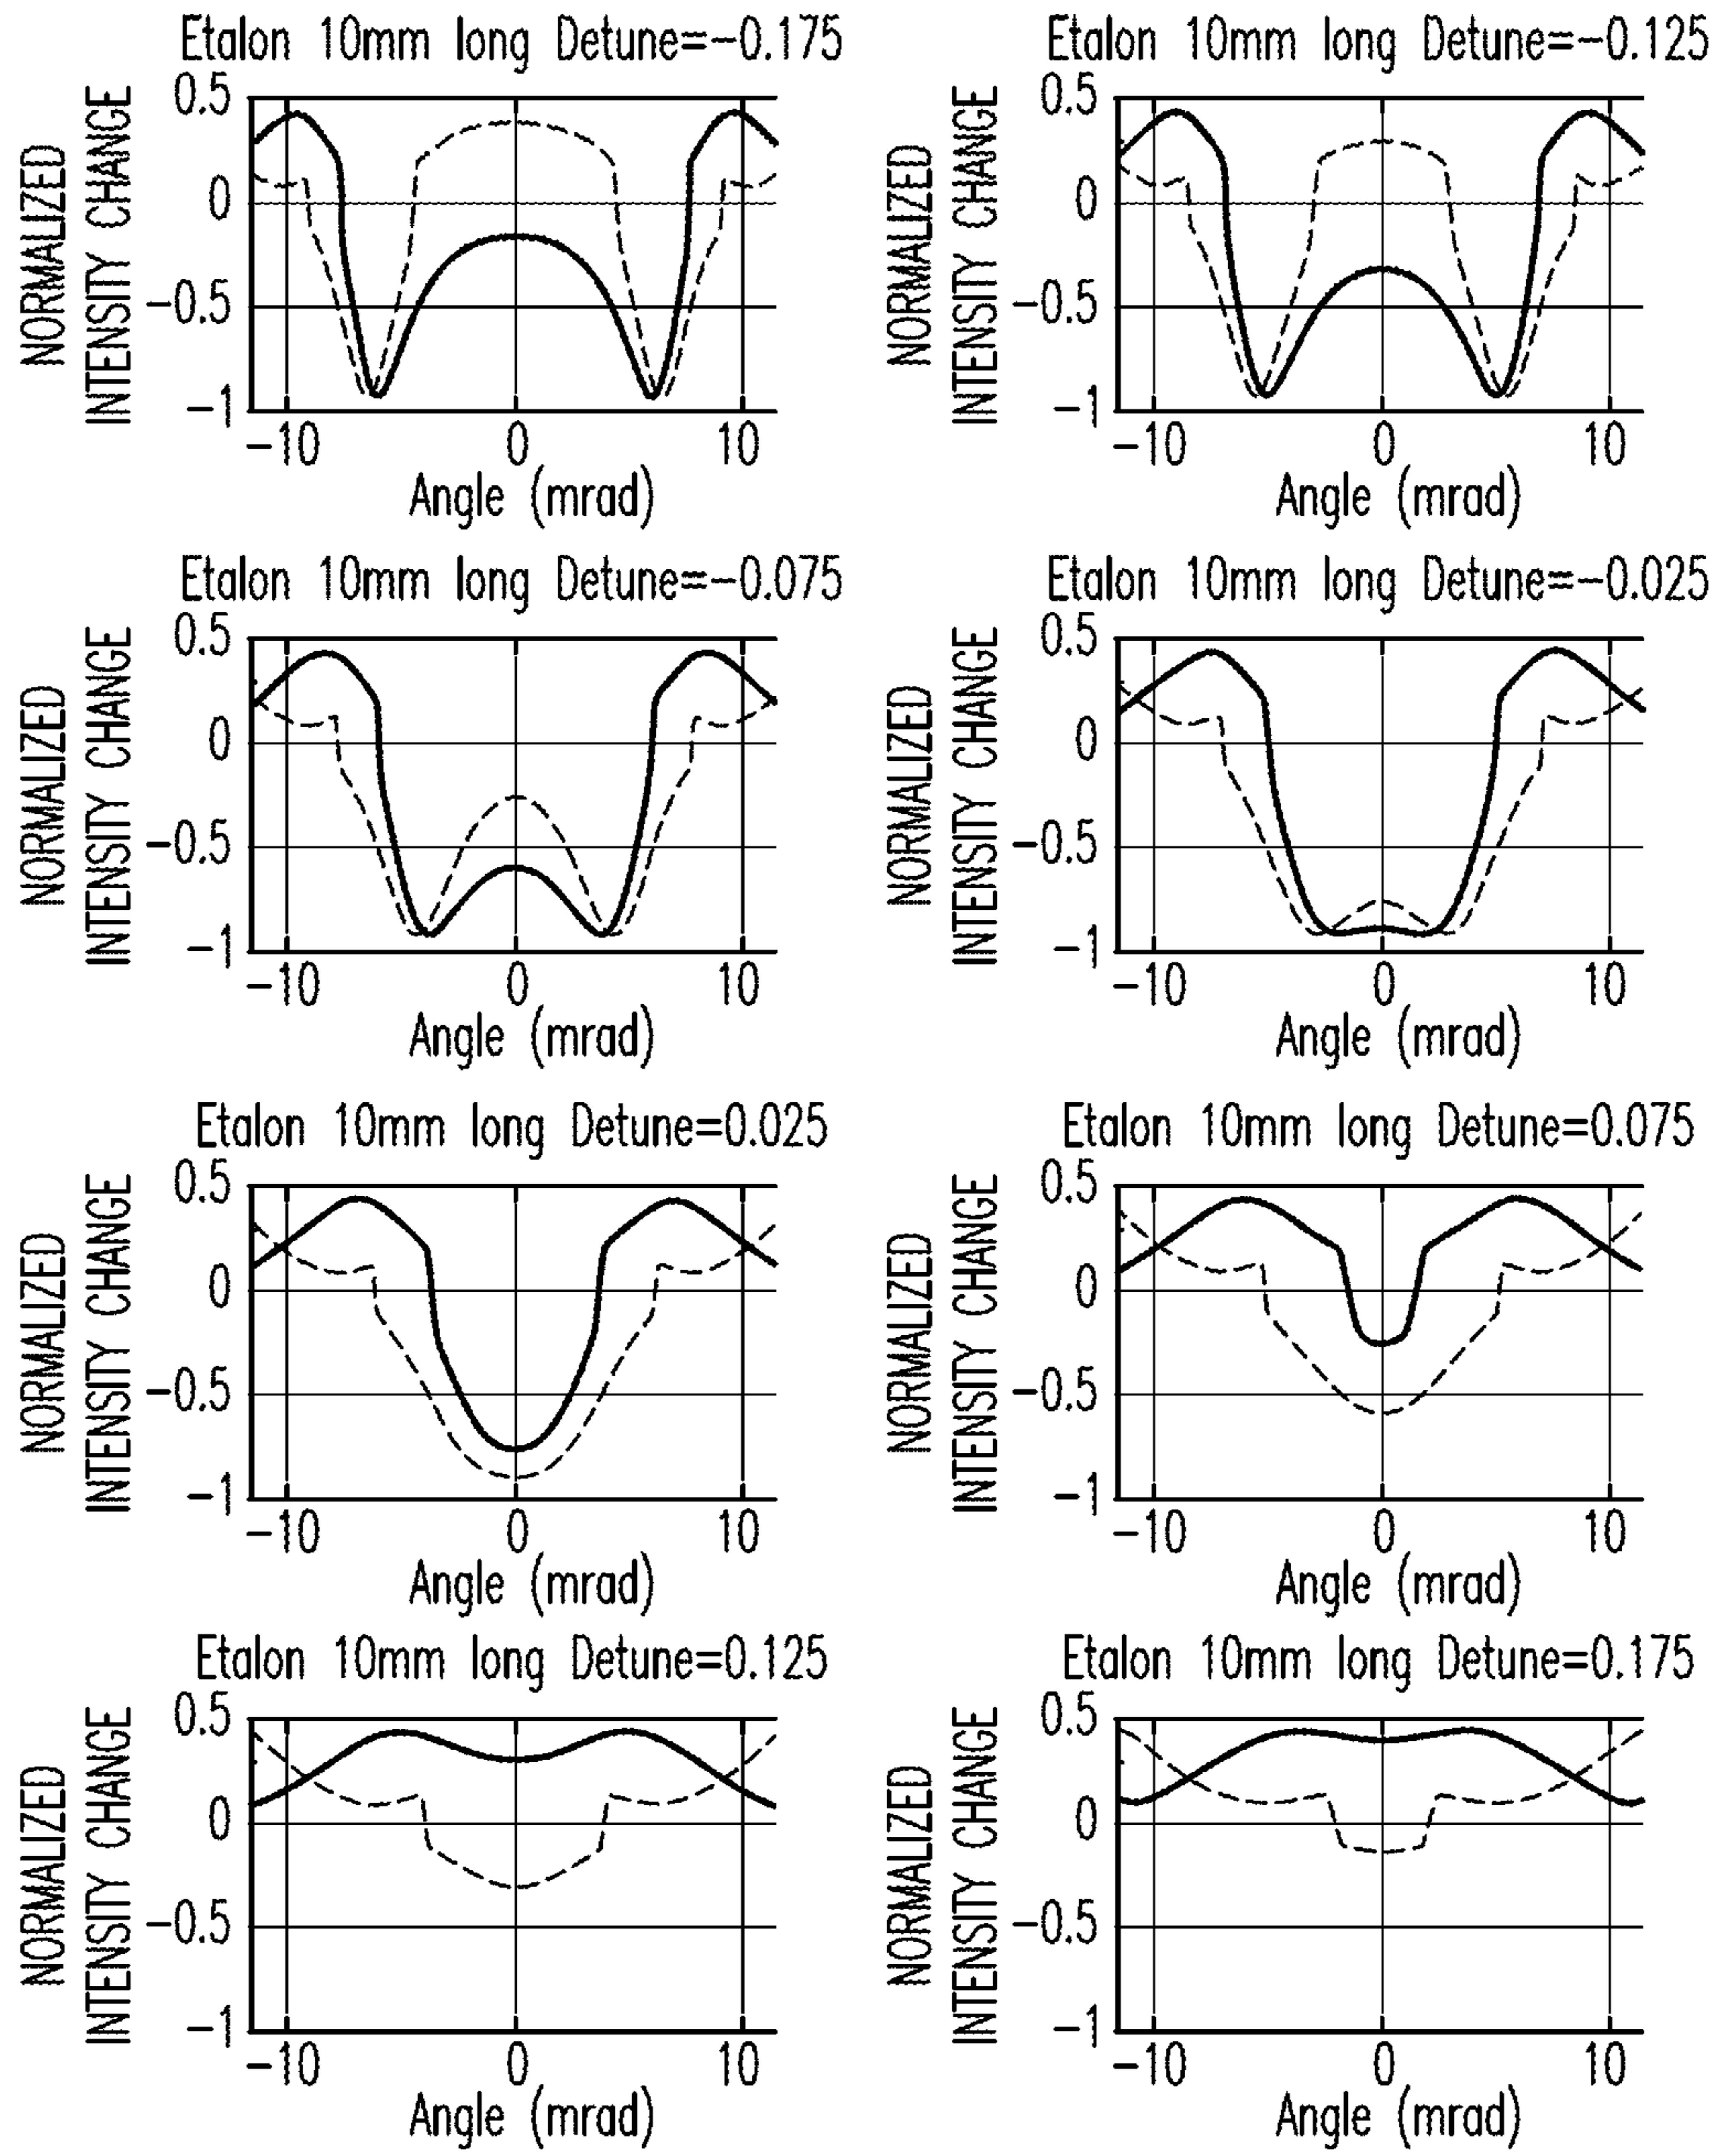 Etalon 10mm long Detune=-0.175
NORMALIZED
INTENSITY CHANGE
0.5
0
-0.5
-1
-10
0
10
Angle (mrad)
Etalon 10mm long Detune=-0.125
NORMALIZED
INTENSITY CHANGE
0.5
0
-0.5
-1
-10
0
10
Angle (mrad)
Etalon 10mm long Detune=-0.075
NORMALIZED
INTENSITY CHANGE
0.5
0
-0.5
-1
-10
0
10
Angle (mrad)
Etalon 10mm long Detune=-0.025
NORMALIZED
INTENSITY CHANGE
0.5
0
-0.5
-1
-10
0
10
Angle (mrad)
Etalon 10mm long Detune=0.025
NORMALIZED
INTENSITY CHANGE
0.5
0
-0.5
-1
-10
0
10
Angle (mrad)
Etalon 10mm long Detune=0.075
NORMALIZED
INTENSITY CHANGE
0.5
0
-0.5
-1
-10
0
10
Angle (mrad)
Etalon 10mm long Detune=0.125
NORMALIZED
INTENSITY CHANGE
0.5
0
-0.5
-1
-10
0
10
Angle (mrad)
Etalon 10mm long Detune=0.175
NORMALIZED
INTENSITY CHANGE
0.5
0
-0.5
-1
-10
0
10
Angle (mrad)